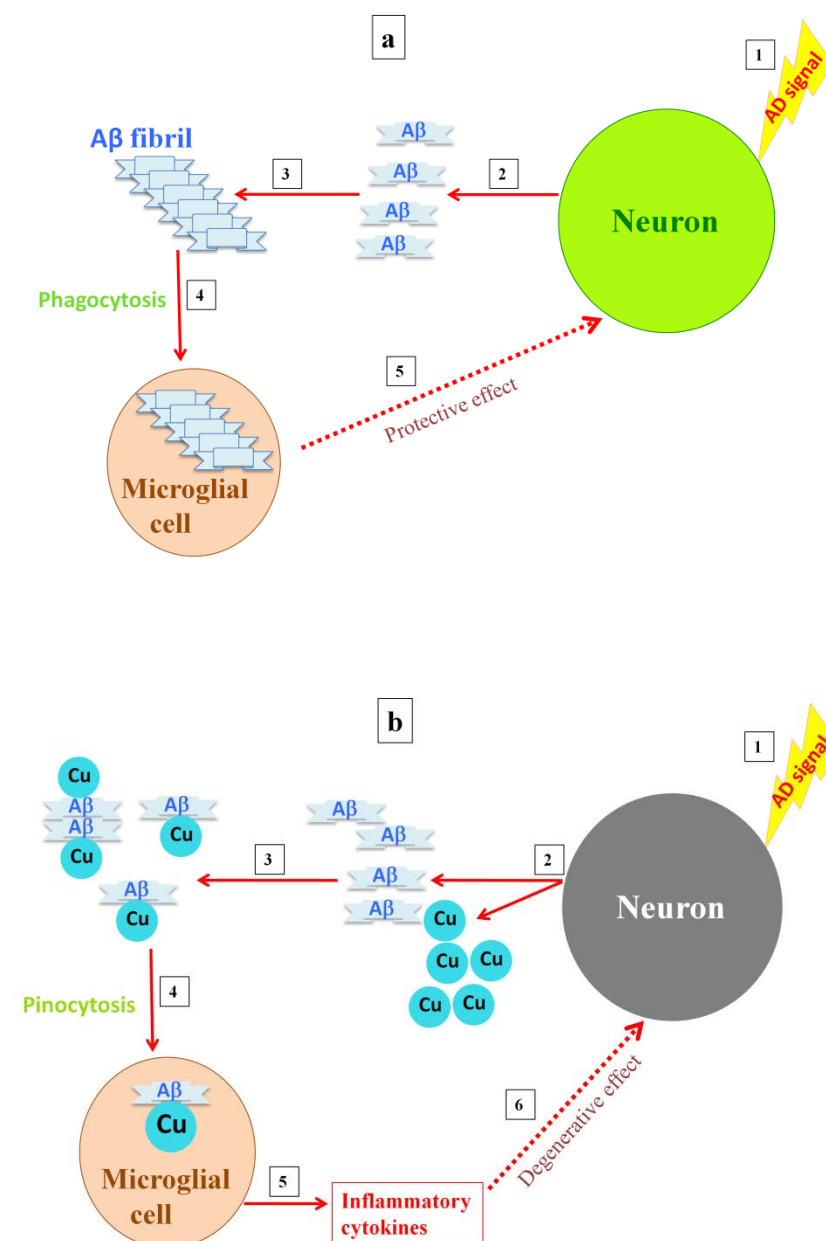 a
1
AD signal
Aβ
Aβ fibril
3
Aβ
2
Aβ
Aβ
Neuron
4
Phagocytosis
5
Protective effect
Microglial
cell
b
1
AD signal
Cu
Aβ
Aβ
Aβ
Cu
Cu
Aβ
Aβ
3
2
Aβ
Aβ
Aβ
Cu
Cu
Neuron
Cu
Cu
Cu
Cu
4
Pinocytosis
Aβ
Cu
6
Degenerative effect
Microglial
cell
5
Inflammatory
cytokines